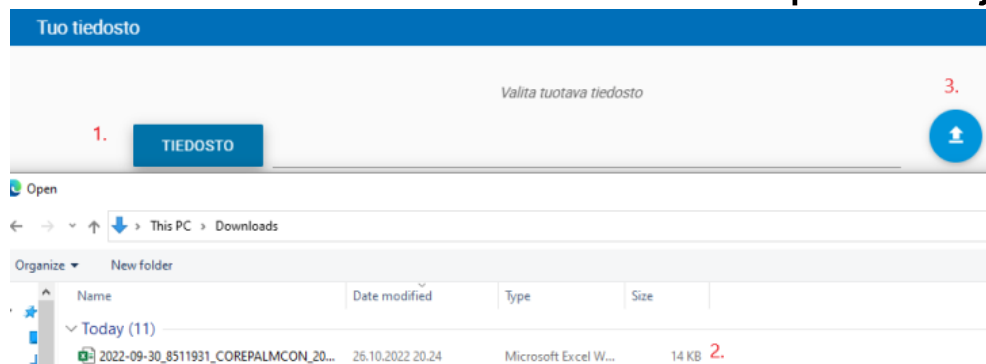 Tuo tiedosto
Valita tuotava tiedosto
3.
1.
TIEDOSTO
Open
This PC > Downloads
Organize
New folder
Name Date modified Type Size
Today (11)
2022-09-30_8511931_COREPALMCON_20... 26.10.2022 20.24 Microsoft Excel W... 14 KB 2.